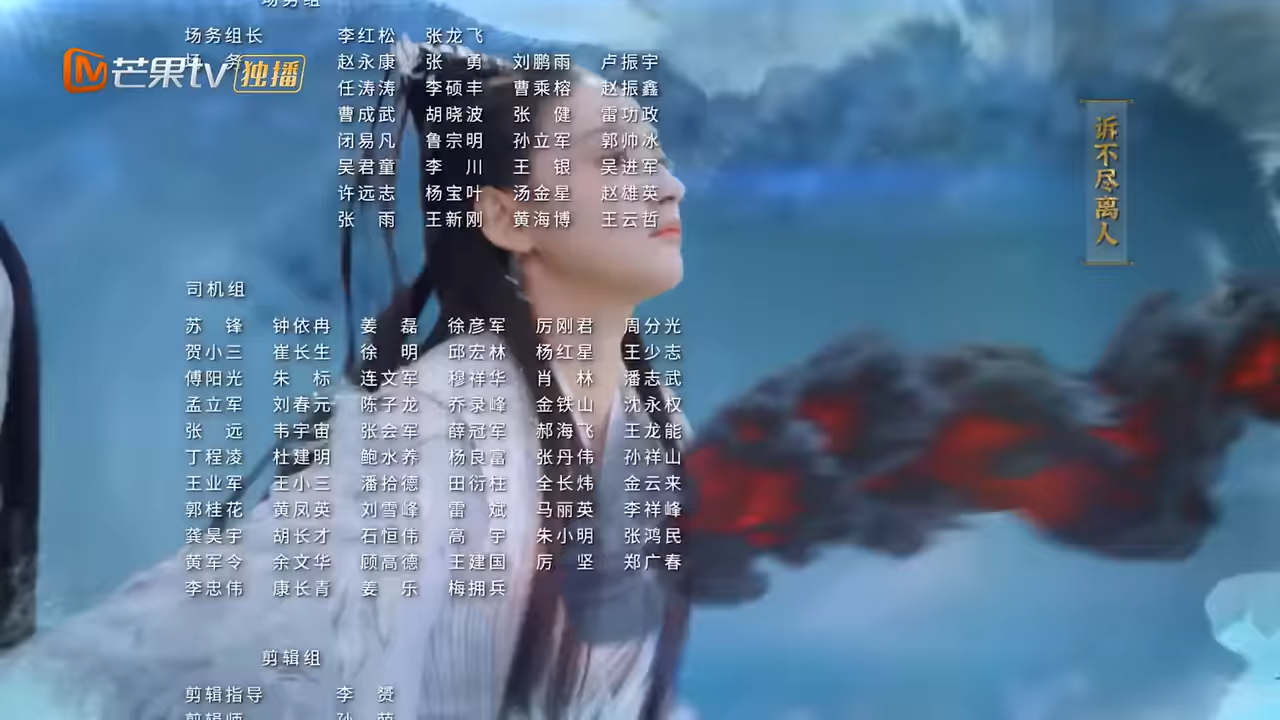 场务组
场务组长 李红松 张龙飞
场 务 赵永康 张 勇 刘鹏雨 卢振宇
芒果tv 独播
任涛涛 李硕丰 曹乘榕 赵振鑫
曹成武 胡晓波 张 健 雷功政
闭易凡 鲁宗明 孙立军 郭帅冰
吴君童 李 川 王 银 吴进军
许远志 杨宝叶 汤金星 赵雄英
张 雨 王新刚 黄海博 王云哲
诉不尽离人
司机组
苏 锋 钟依冉 姜 磊 徐彦军 厉刚君 周分光
贺小三 崔长生 徐 明 邱宏林 杨红星 王少志
傅阳光 朱 标 连文军 穆祥华 肖 林 潘志武
孟立军 刘春元 陈子龙 乔录峰 金铁山 沈永权
张 远 韦宇宙 张会军 薛冠军 郝海飞 王龙能
丁程凌 杜建明 鲍水养 杨良富 张丹伟 孙祥山
王业军 王小三 潘拾德 田衍柱 全长炜 金云来
郭桂花 黄凤英 刘雪峰 雷 斌 马丽英 李祥峰
龚昊宇 胡长才 石恒伟 高 宇 朱小明 张鸿民
黄军令 余文华 顾高德 王建国 厉 坚 郑广春
李忠伟 康长青 姜 乐 梅拥兵
剪辑组
剪辑指导 李 赟
剪辑师 孙 萌